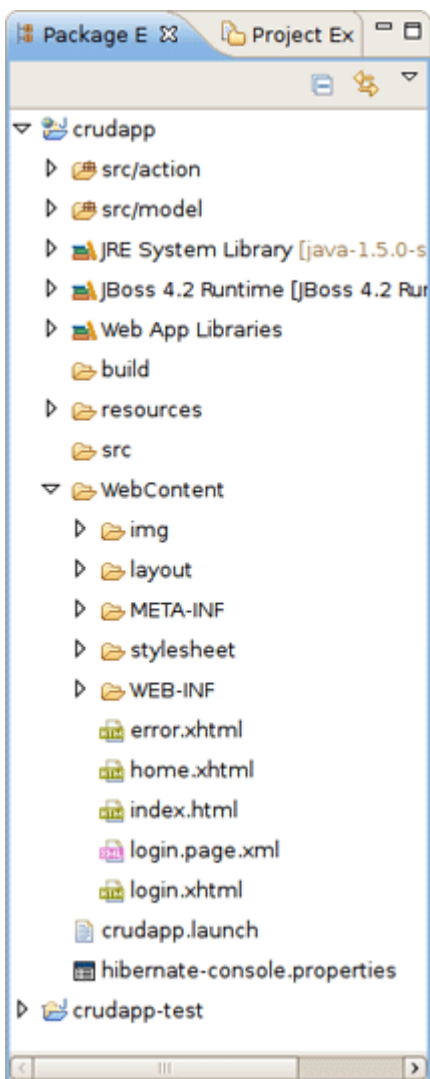 Package E Project Ex
crudapp
src/action
src/model
JRE System Library [java-1.5.0-s
JBoss 4.2 Runtime [JBoss 4.2 Rur
Web App Libraries
build
resources
src
WebContent
img
layout
META-INF
stylesheet
WEB-INF
error.xhtml
home.xhtml
index.html
login.page.xml
login.xhtml
crudapp.launch
hibernate-console.properties
crudapp-test